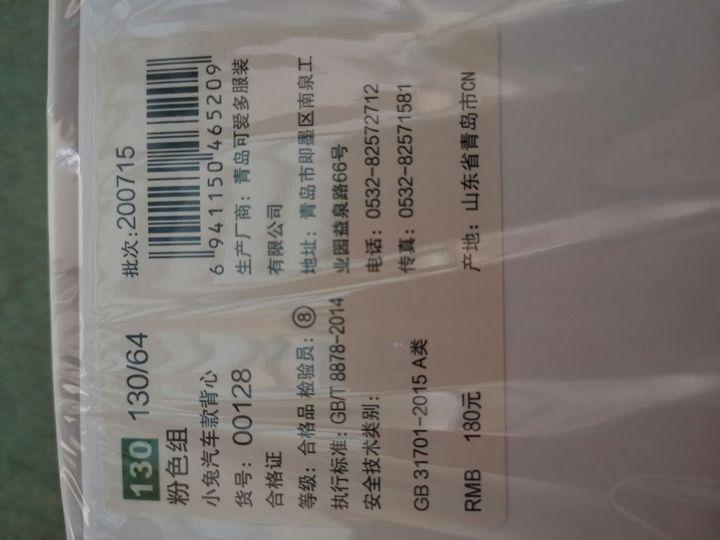 130 130/64
粉色组
小兔汽车款背心
货号：00128
合格证
等级：合格品 检验员：⑧
执行标准：GB/T 8878-2014
安全技术类别：
GB 31701-2015 A类
RMB 180元
批次:200715
6 941150 465209
生产厂商：青岛可爱多服装
有限公司
地址：青岛市即墨区南泉工
业园益泉路66号
电话：0532-82572712
传真：0532-82571581
产地：山东省青岛市CN